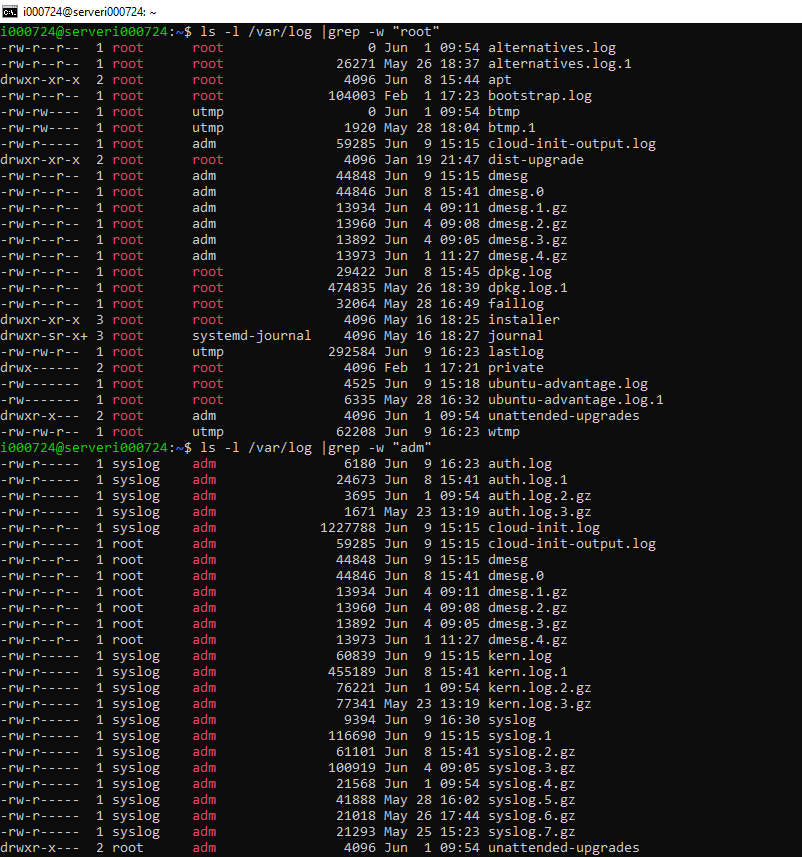 i000724@serveri000724: ~
i000724@serveri000724:~$ ls -l /var/log |grep -w "root"
-rw-r--r--  1 root      root                  0 Jun  1 09:54 alternatives.log
-rw-r--r--  1 root      root              26271 May 26 18:37 alternatives.log.1
drwxr-xr-x  2 root      root               4096 Jun  8 15:44 apt
-rw-r--r--  1 root      root             104003 Feb  1 17:23 bootstrap.log
-rw-rw----  1 root      utmp                  0 Jun  1 09:54 btmp
-rw-rw----  1 root      utmp               1920 May 28 18:04 btmp.1
-rw-r-----  1 root      adm               59285 Jun  9 15:15 cloud-init-output.log
drwxr-xr-x  2 root      root               4096 Jan 19 21:47 dist-upgrade
-rw-r-----  1 root      adm               44848 Jun  9 15:15 dmesg
-rw-r-----  1 root      adm               44846 Jun  8 15:41 dmesg.0
-rw-r-----  1 root      adm               13934 Jun  4 09:11 dmesg.1.gz
-rw-r-----  1 root      adm               13960 Jun  4 09:08 dmesg.2.gz
-rw-r-----  1 root      adm               13892 Jun  4 09:05 dmesg.3.gz
-rw-r-----  1 root      adm               13973 Jun  1 11:27 dmesg.4.gz
-rw-r--r--  1 root      root              29422 Jun  8 15:45 dpkg.log
-rw-r--r--  1 root      root             474835 May 26 18:39 dpkg.log.1
-rw-r--r--  1 root      root              32064 May 28 16:49 faillog
drwxr-xr-x  3 root      root               4096 May 16 18:25 installer
drwxr-sr-x+ 3 root      systemd-journal    4096 May 16 18:27 journal
-rw-rw-r--  1 root      utmp             292584 Jun  9 16:23 lastlog
drwx------  2 root      root               4096 Feb  1 17:21 private
-rw-------  1 root      root               4525 Jun  9 15:18 ubuntu-advantage.log
-rw-------  1 root      root               6335 May 28 16:32 ubuntu-advantage.log.1
drwxr-x---  2 root      adm                4096 Jun  1 09:54 unattended-upgrades
-rw-rw-r--  1 root      utmp              62208 Jun  9 16:23 wtmp
i000724@serveri000724:~$ ls -l /var/log |grep -w "adm"
-rw-r-----  1 syslog    adm                6180 Jun  9 16:23 auth.log
-rw-r-----  1 syslog    adm               24673 Jun  8 15:41 auth.log.1
-rw-r-----  1 syslog    adm                3695 Jun  1 09:54 auth.log.2.gz
-rw-r-----  1 syslog    adm                1671 May 23 13:19 auth.log.3.gz
-rw-r-----  1 syslog    adm             1227788 Jun  9 15:15 cloud-init.log
-rw-r-----  1 root      adm               59285 Jun  9 15:15 cloud-init-output.log
-rw-r-----  1 root      adm               44848 Jun  9 15:15 dmesg
-rw-r-----  1 root      adm               44846 Jun  8 15:41 dmesg.0
-rw-r-----  1 root      adm               13934 Jun  4 09:11 dmesg.1.gz
-rw-r-----  1 root      adm               13960 Jun  4 09:08 dmesg.2.gz
-rw-r-----  1 root      adm               13892 Jun  4 09:05 dmesg.3.gz
-rw-r-----  1 root      adm               13973 Jun  1 11:27 dmesg.4.gz
-rw-r-----  1 syslog    adm               60839 Jun  9 15:15 kern.log
-rw-r-----  1 syslog    adm              455189 Jun  8 15:41 kern.log.1
-rw-r-----  1 syslog    adm               76221 Jun  1 09:54 kern.log.2.gz
-rw-r-----  1 syslog    adm               77341 May 23 13:19 kern.log.3.gz
-rw-r-----  1 syslog    adm                9394 Jun  9 16:30 syslog
-rw-r-----  1 syslog    adm              116690 Jun  9 15:15 syslog.1
-rw-r-----  1 syslog    adm               61101 Jun  8 15:41 syslog.2.gz
-rw-r-----  1 syslog    adm              100919 Jun  4 09:05 syslog.3.gz
-rw-r-----  1 syslog    adm               21568 Jun  1 09:54 syslog.4.gz
-rw-r-----  1 syslog    adm               41888 May 28 16:02 syslog.5.gz
-rw-r-----  1 syslog    adm               21018 May 26 17:44 syslog.6.gz
-rw-r-----  1 syslog    adm               21293 May 25 15:23 syslog.7.gz
drwxr-x---  2 root      adm                4096 Jun  1 09:54 unattended-upgrades